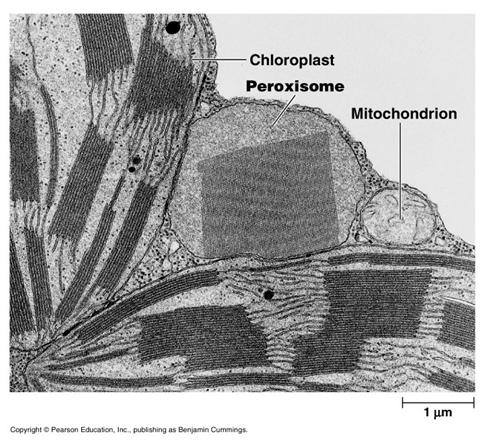 Chloroplast
Peroxisome
Mitochondrion
1 µm
Copyright © Pearson Education, Inc., publishing as Benjamin Cummings.